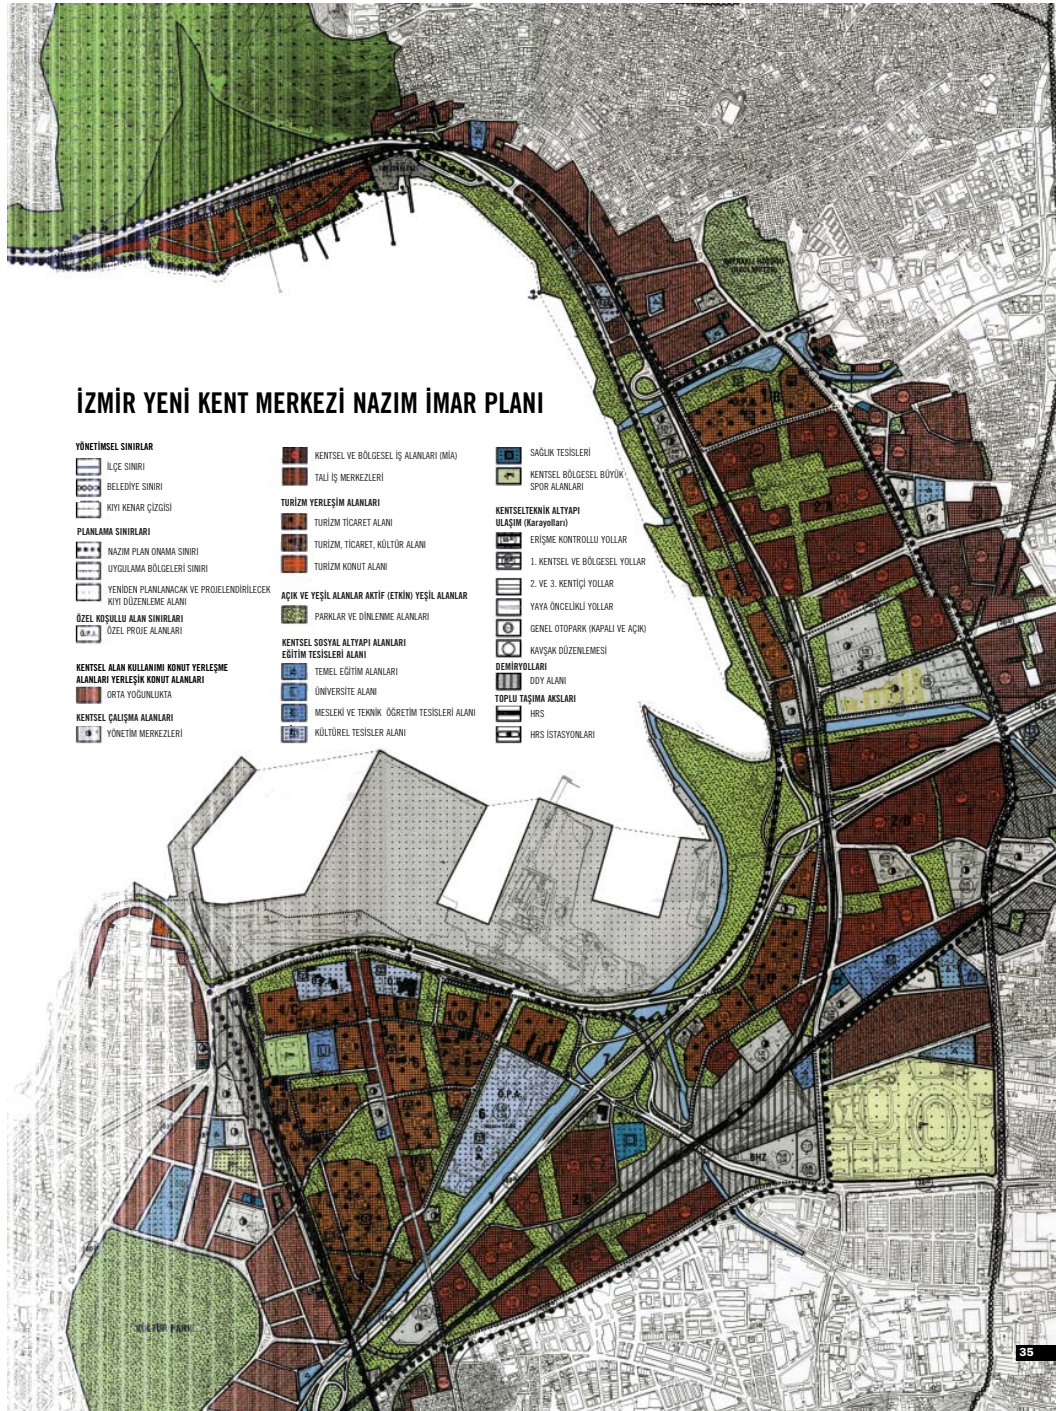 İZMİR YENİ KENT MERKEZİ NAZIM İMAR PLANI
YÖNETİMSEL SINIRLAR
İLÇE SINIRI
BELEDİYE SINIRI
KIYI KENAR ÇİZGİSİ
PLANLAMA SINIRLARI
NAZIM PLAN ONAMA SINIRI
UYGULAMA BÖLGELERİ SINIRI
YENİDEN PLANLANACAK VE PROJELENDİRİLECEK
KIYI DÜZENLEME ALANI
ÖZEL KOŞULLU ALAN SINIRLARI
Ö.P.A.
ÖZEL PROJE ALANLARI
KENTSEL ALAN KULLANIMI KONUT YERLEŞME
ALANLARI YERLEŞİK KONUT ALANLARI
ORTA YOĞUNLUKTA
KENTSEL ÇALIŞMA ALANLARI
YÖNETİM MERKEZLERİ
KENTSEL VE BÖLGESEL İŞ ALANLARI (MİA)
TALİ İŞ MERKEZLERİ
TURİZM YERLEŞİM ALANLARI
TURİZM TİCARET ALANI
TURİZM, TİCARET, KÜLTÜR ALANI
TURİZM KONUT ALANI
AÇIK VE YEŞİL ALANLAR AKTİF (ETKİN) YEŞİL ALANLAR
PARKLAR VE DİNLENME ALANLARI
KENTSEL SOSYAL ALTYAPI ALANLARI
EĞİTİM TESİSLERİ ALANI
TEMEL EĞİTİM ALANLARI
ÜNİVERSİTE ALANI
MESLEKİ VE TEKNİK ÖĞRETİM TESİSLERİ ALANI
KÜLTÜREL TESİSLER ALANI
SAĞLIK TESİSLERİ
KENTSEL BÖLGESEL BÜYÜK
SPOR ALANLARI
KENTSELTEKNİK ALTYAPI
ULAŞIM (Karayolları)
ERİŞME KONTROLLU YOLLAR
1. KENTSEL VE BÖLGESEL YOLLAR
2. VE 3. KENTİÇİ YOLLAR
YAYA ÖNCELİKLİ YOLLAR
GENEL OTOPARK (KAPALI VE AÇIK)
KAVŞAK DÜZENLEMESİ
DEMİRYOLLARI
DDY ALANI
TOPLU TAŞIMA AKSLARI
HRS
HRS İSTASYONLARI
3
2/B
Ö.P.A.
6
7
BHZ
KÜLTÜR PARK
35